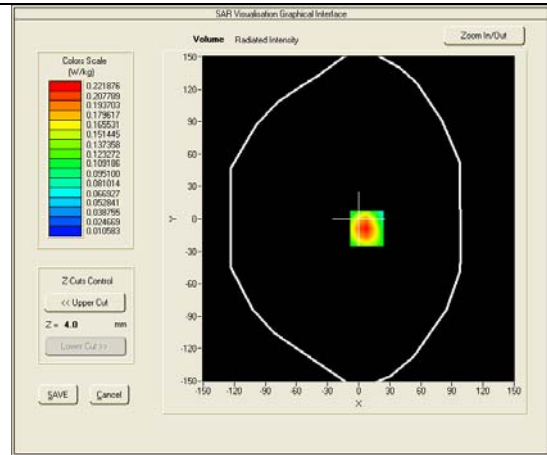 SAR Visualisation Graphical Interface
Volume Radiated Intensity
Zoom In/Out
Colors Scale
(W/kg)
0.221876
0.207789
0.193703
0.179617
0.165531
0.151445
0.137358
0.123272
0.109186
0.095100
0.081014
0.066927
0.052841
0.038755
0.024669
0.010583
Z Cuts Control
<< Upper Cut
Z = 4.0 mm
Lower Cut >>
SAVE Cancel
150
120
90
60
30
0
-30
-60
-90
-120
-150
Y
-150 -120 -90 -60 -30 0 30 60 90 120 150
X